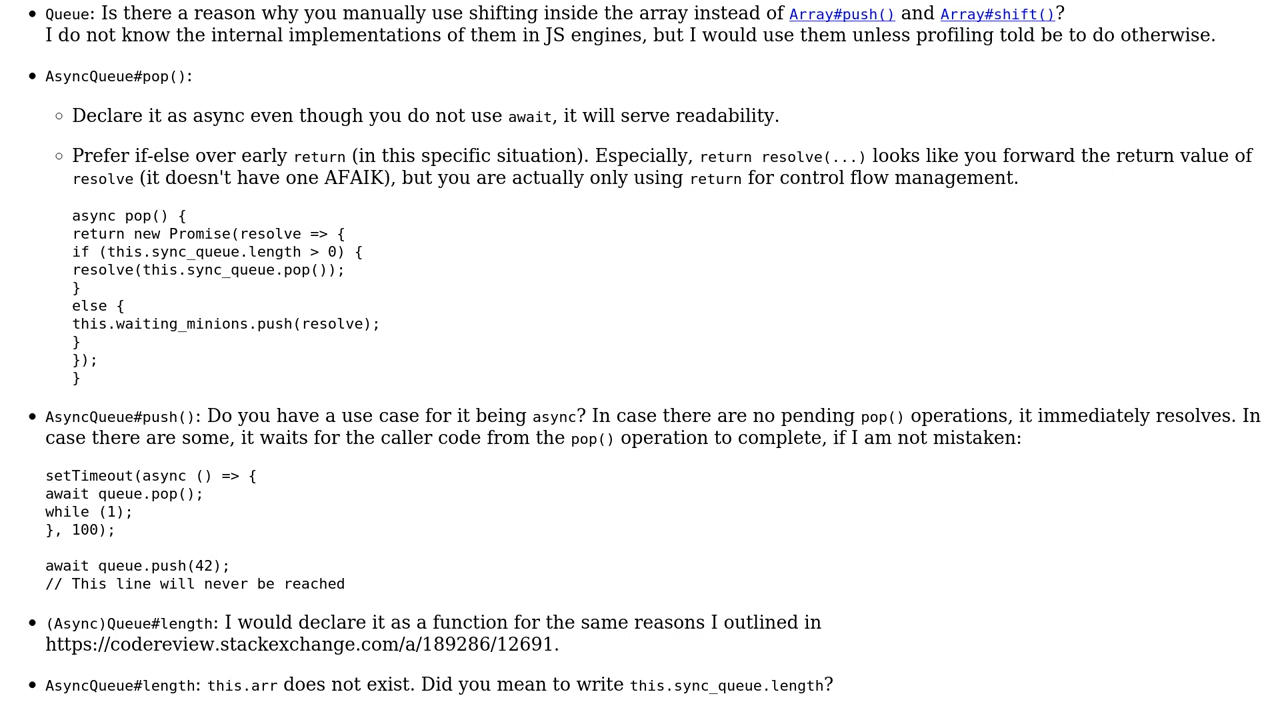 Queue: Is there a reason why you manually use shifting inside the array instead of Array#push() and Array#shift()?
I do not know the internal implementations of them in JS engines, but I would use them unless profiling told be to do otherwise.
AsyncQueue#pop():
Declare it as async even though you do not use await, it will serve readability.
Prefer if-else over early return (in this specific situation). Especially, return resolve(...) looks like you forward the return value of
resolve (it doesn't have one AFAIK), but you are actually only using return for control flow management.
async pop() {
return new Promise(resolve => {
if (this.sync_queue.length > 0) {
resolve(this.sync_queue.pop());
}
else {
this.waiting_minions.push(resolve);
}
});
}
AsyncQueue#push(): Do you have a use case for it being async? In case there are no pending pop() operations, it immediately resolves. In
case there are some, it waits for the caller code from the pop() operation to complete, if I am not mistaken:
setTimeout(async () => {
await queue.pop();
while (1);
}, 100);
await queue.push(42);
// This line will never be reached
(Async)Queue#length: I would declare it as a function for the same reasons I outlined in
https://codereview.stackexchange.com/a/189286/12691.
AsyncQueue#length: this.arr does not exist. Did you mean to write this.sync_queue.length?